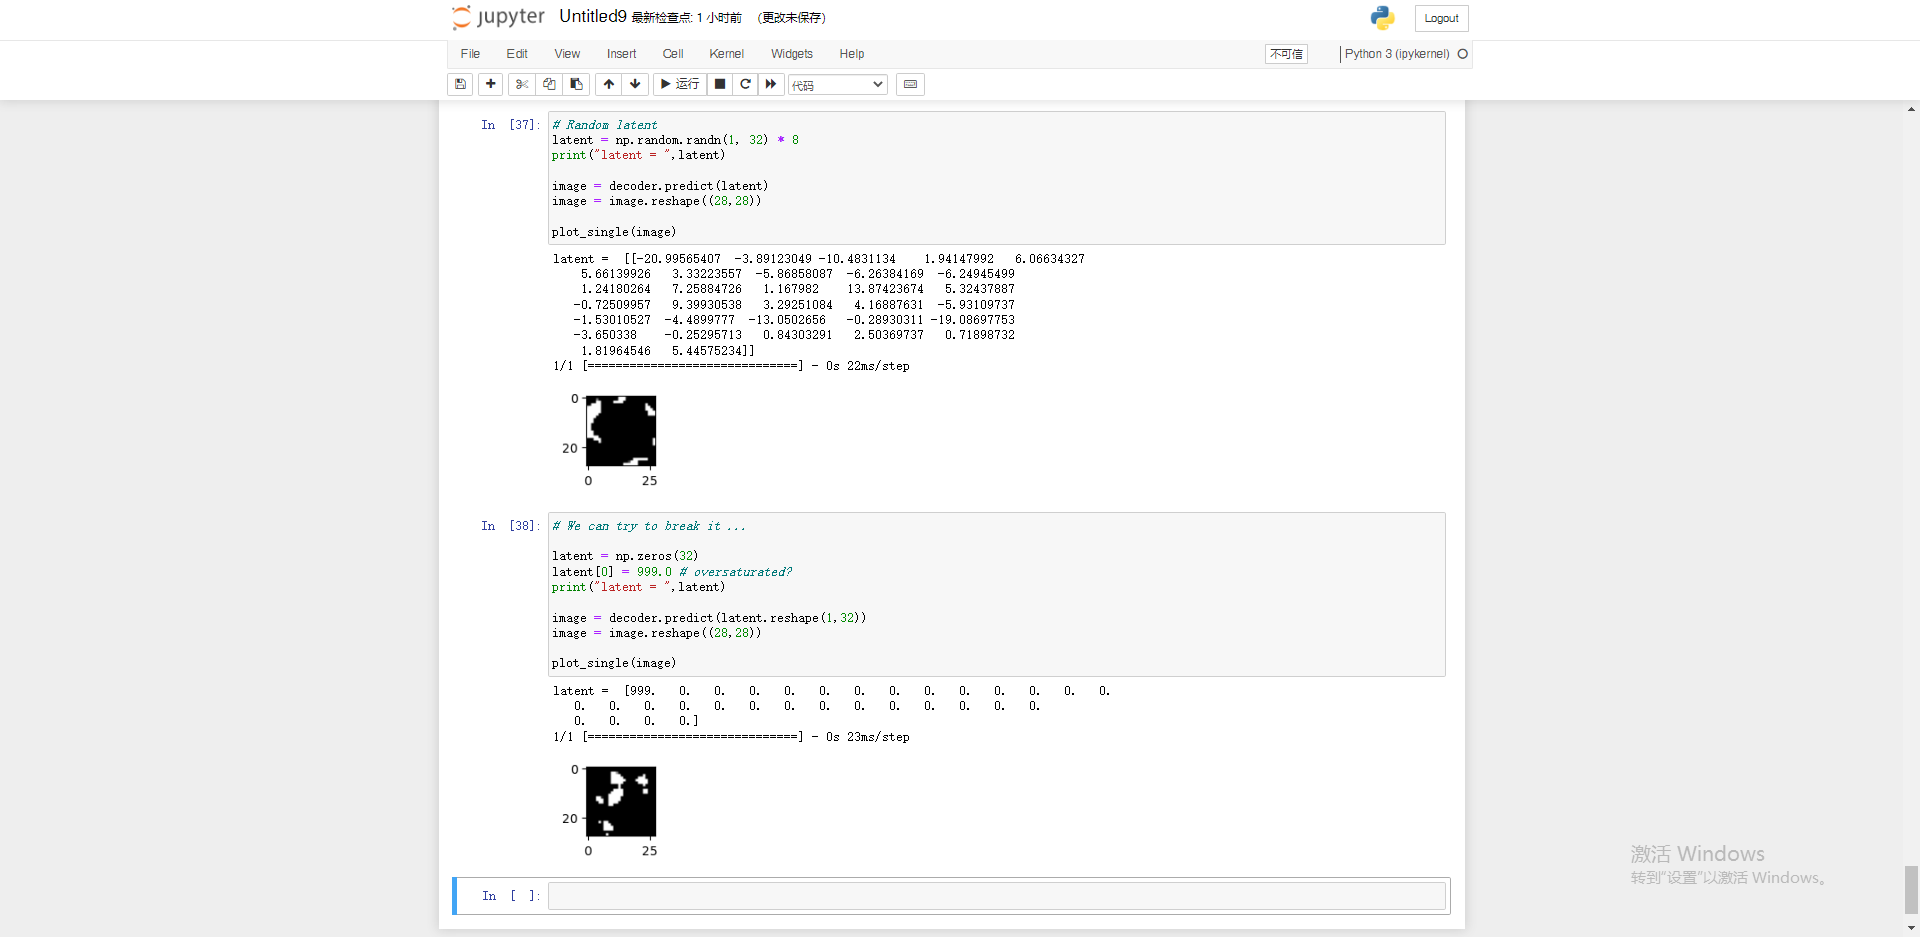 jupyter Untitled9 最新检查点: 1 小时前 (更改未保存) Logout
File Edit View Insert Cell Kernel Widgets Help 不可信 Python 3 (ipykernel)
运行 代码
In [37]: # Random latent
latent = np.random.randn(1, 32) * 8
print("latent = ",latent)
image = decoder.predict(latent)
image = image.reshape((28,28))
plot_single(image)
latent = [[-20.99565407 -3.89123049 -10.4831134 1.94147992 6.06634327
5.66139926 3.33223557 -5.86858087 -6.26384169 -6.24945499
1.24180264 7.25884726 1.167982 13.87423674 5.32437887
-0.72509957 9.39930538 3.29251084 4.16887631 -5.93109737
-1.53010527 -4.4899777 -13.0502656 -0.28930311 -19.08697753
-3.650338 -0.25295713 0.84303291 2.50369737 0.71898732
1.81964546 5.44575234]]
1/1 [==============================] - 0s 22ms/step
0
20
0 25
In [38]: # We can try to break it ...
latent = np.zeros(32)
latent[0] = 999.0 # oversaturated?
print("latent = ",latent)
image = decoder.predict(latent.reshape(1,32))
image = image.reshape((28,28))
plot_single(image)
latent = [999. 0. 0. 0. 0. 0. 0. 0. 0. 0. 0. 0. 0. 0.
0. 0. 0. 0. 0. 0. 0. 0. 0. 0. 0. 0. 0. 0.
0. 0. 0. 0.]
1/1 [==============================] - 0s 23ms/step
0
20
0 25
激活 Windows
转到"设置"以激活 Windows。
In [ ]: